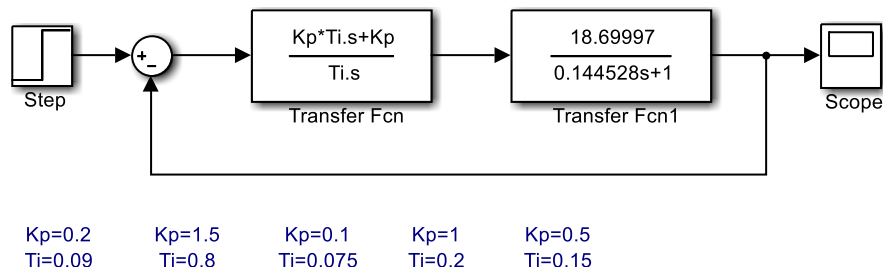 Step
+
−
Kp*Ti.s+Kp
Ti.s
Transfer Fcn
18.69997
0.144528s+1
Transfer Fcn1
Scope
Kp=0.2 Kp=1.5 Kp=0.1 Kp=1 Kp=0.5
Ti=0.09 Ti=0.8 Ti=0.075 Ti=0.2 Ti=0.15